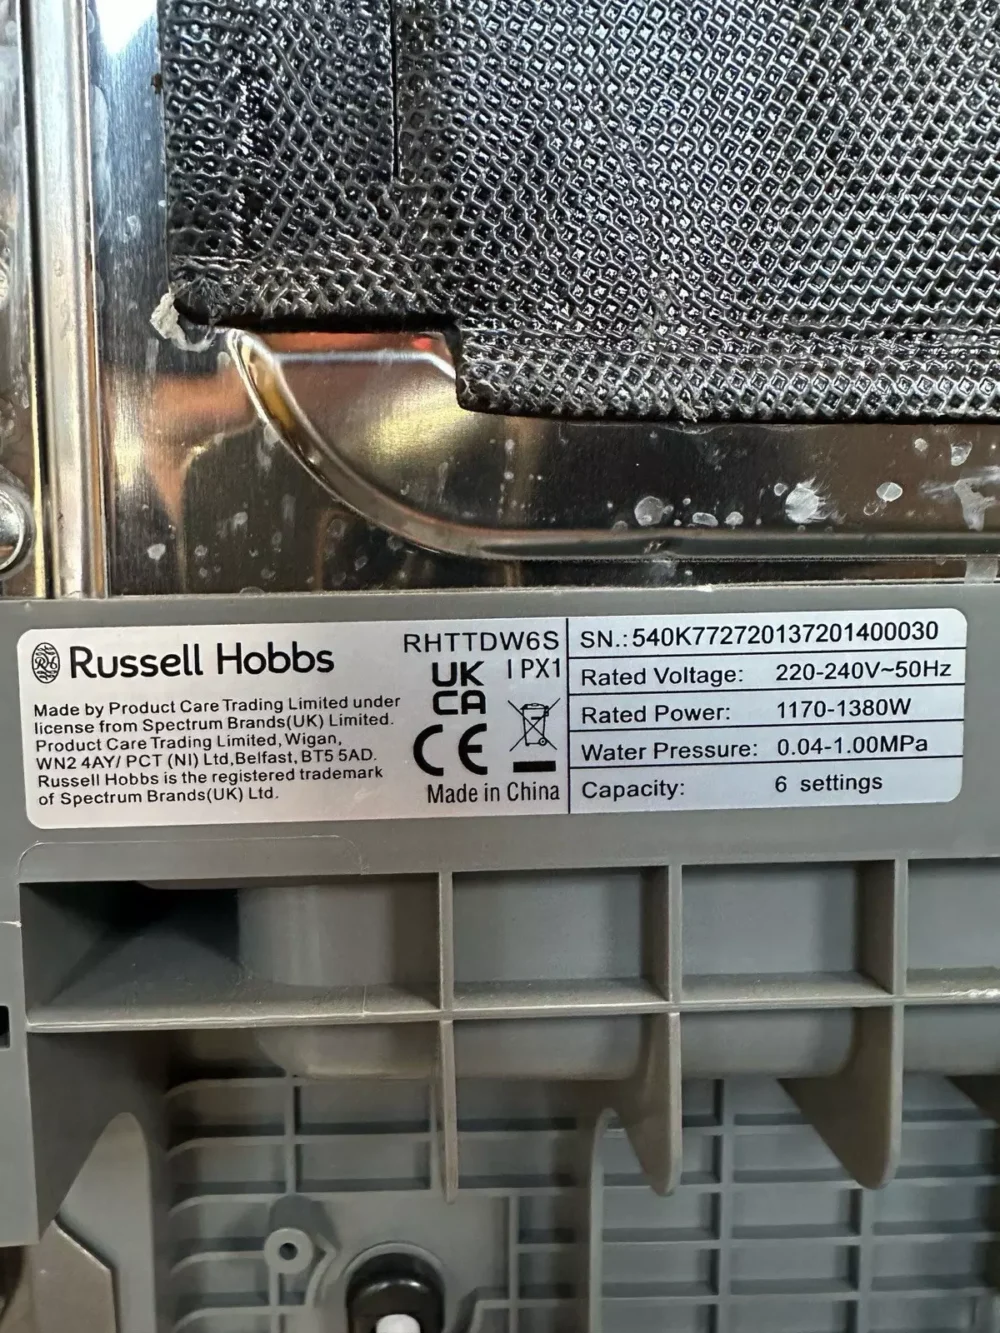 Russell Hobbs
Made by Product Care Trading Limited under
license from Spectrum Brands(UK) Limited.
Product Care Trading Limited, Wigan,
WN2 4AY/ PCT (NI) Ltd,Belfast, BT5 5AD.
Russell Hobbs is the registered trademark
of Spectrum Brands(UK) Ltd.
RHTTDW6S
UK
CA
IPX1
CE
Made in China
SN.: 540K772720137201400030
Rated Voltage: 220-240V~50Hz
Rated Power: 1170-1380W
Water Pressure: 0.04-1.00MPa
Capacity: 6 settings